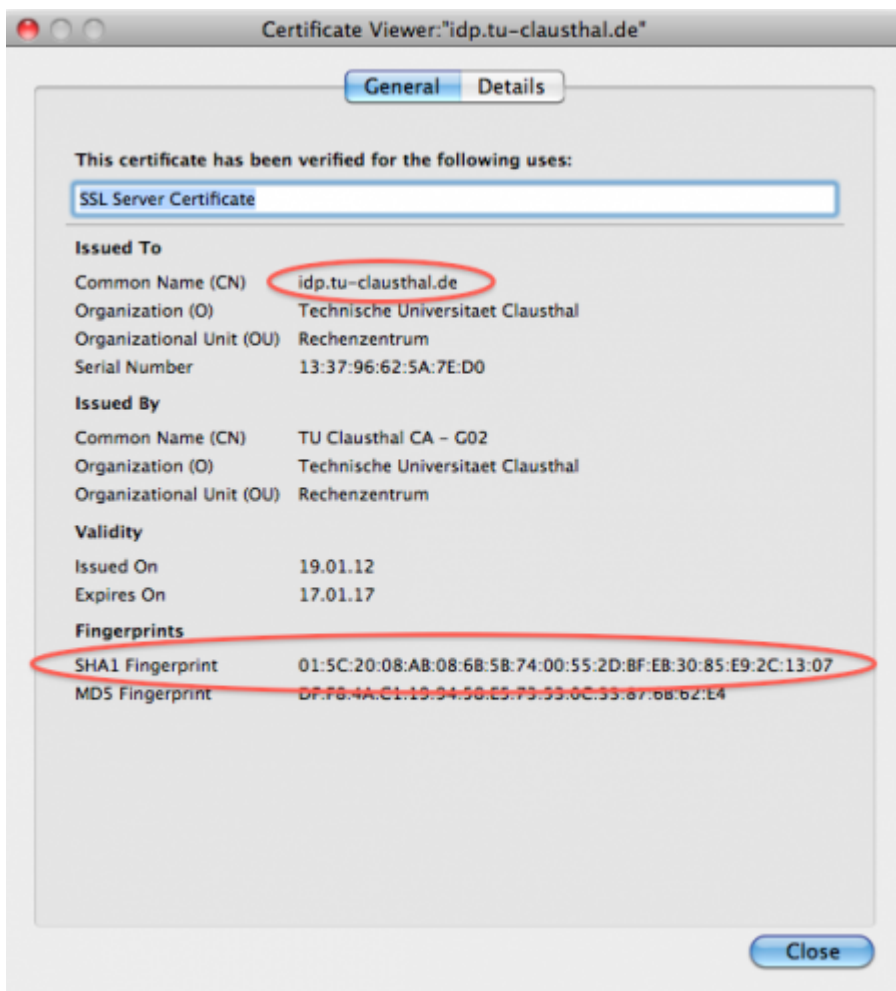 Certificate Viewer:"idp.tu-clausthal.de"
General Details
This certificate has been verified for the following uses:
SSL Server Certificate
Issued To
Common Name (CN) idp.tu-clausthal.de
Organization (O) Technische Universitaet Clausthal
Organizational Unit (OU) Rechenzentrum
Serial Number 13:37:96:62:5A:7E:D0
Issued By
Common Name (CN) TU Clausthal CA - G02
Organization (O) Technische Universitaet Clausthal
Organizational Unit (OU) Rechenzentrum
Validity
Issued On 19.01.12
Expires On 17.01.17
Fingerprints
SHA1 Fingerprint 01:5C:20:08:AB:08:6B:5B:74:00:55:2D:BF:EB:30:85:E9:2C:13:07
MD5 Fingerprint
Close